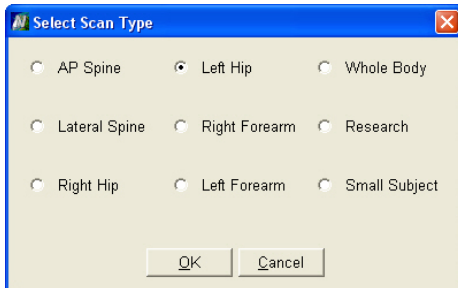 Select Scan Type
AP Spine Left Hip Whole Body
Lateral Spine Right Forearm Research
Right Hip Left Forearm Small Subject
OK Cancel